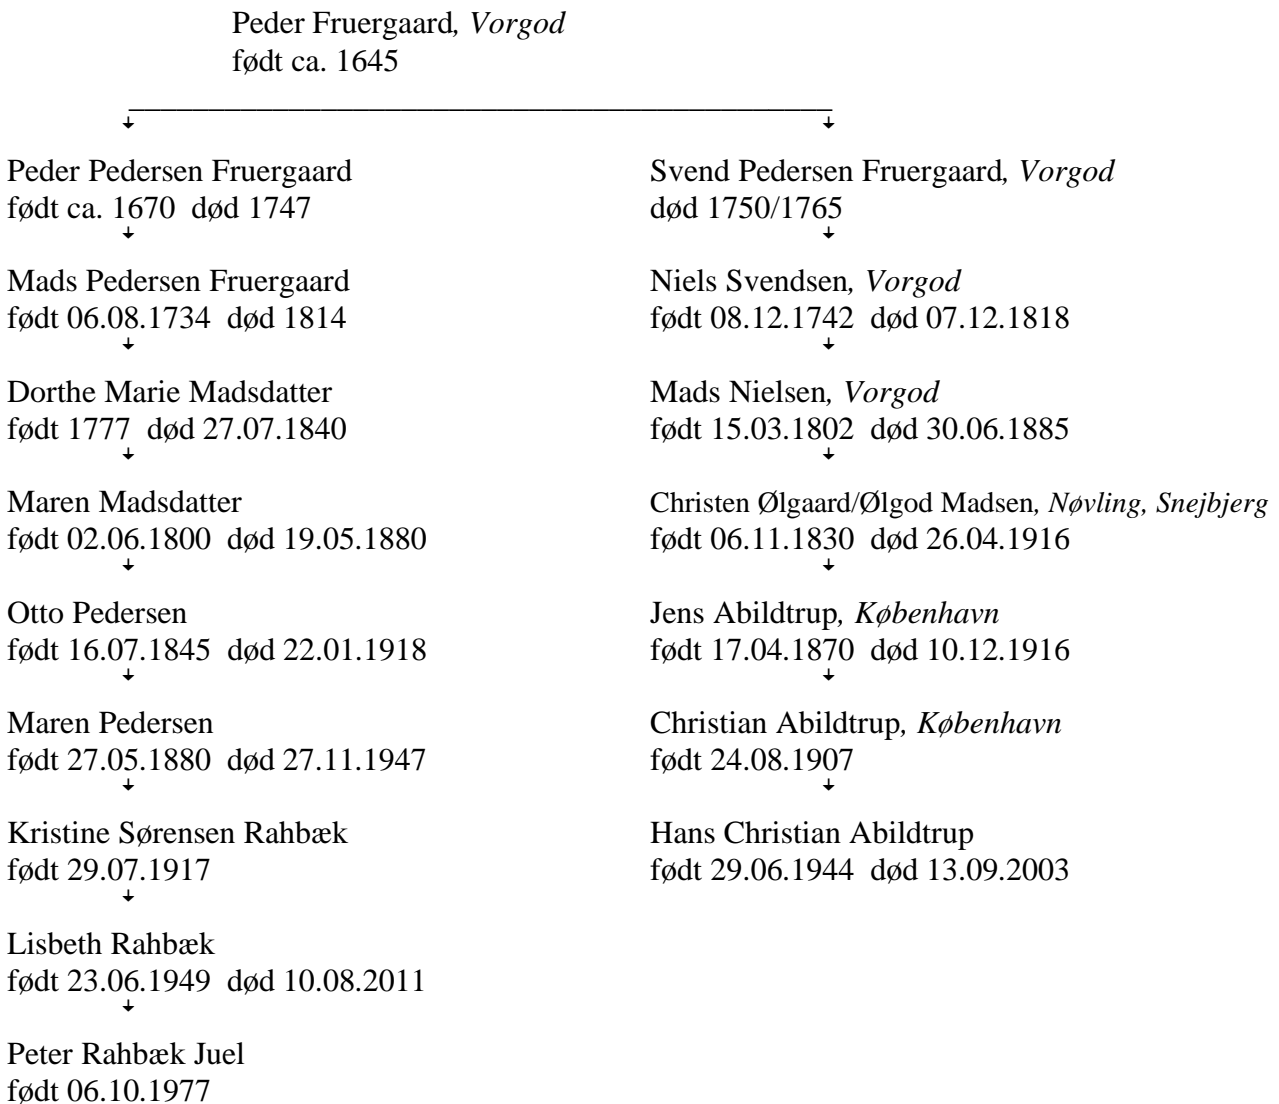 Peder Fruergaard, Vorgod
født ca. 1645
Peder Pedersen Fruergaard
født ca. 1670 død 1747
Mads Pedersen Fruergaard
født 06.08.1734 død 1814
Dorthe Marie Madsdatter
født 1777 død 27.07.1840
Maren Madsdatter
født 02.06.1800 død 19.05.1880
Otto Pedersen
født 16.07.1845 død 22.01.1918
Maren Pedersen
født 27.05.1880 død 27.11.1947
Kristine Sørensen Rahbæk
født 29.07.1917
Lisbeth Rahbæk
født 23.06.1949 død 10.08.2011
Peter Rahbæk Juel
født 06.10.1977
Svend Pedersen Fruergaard, Vorgod
død 1750/1765
Niels Svendsen, Vorgod
født 08.12.1742 død 07.12.1818
Mads Nielsen, Vorgod
født 15.03.1802 død 30.06.1885
Christen Ølgaard/Ølgod Madsen, Nøvling, Snejbjerg
født 06.11.1830 død 26.04.1916
Jens Abildtrup, København
født 17.04.1870 død 10.12.1916
Christian Abildtrup, København
født 24.08.1907
Hans Christian Abildtrup
født 29.06.1944 død 13.09.2003